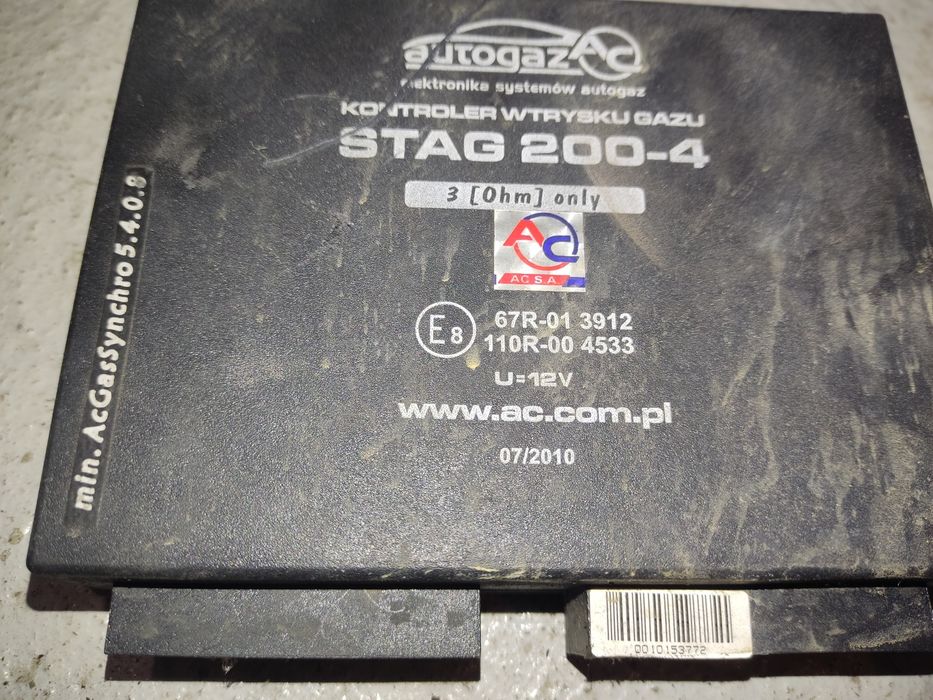 autogaz AC
elektronika systemów autogaz
KONTROLER WTRYSKU GAZU
STAG 200-4
3 [Ohm] only
AC
AC S.A.
E8
67R-01 3912
110R-00 4533
U=12V
www.ac.com.pl
07/2010
min. AcGasSynchro 5.4.0.8
0010153772